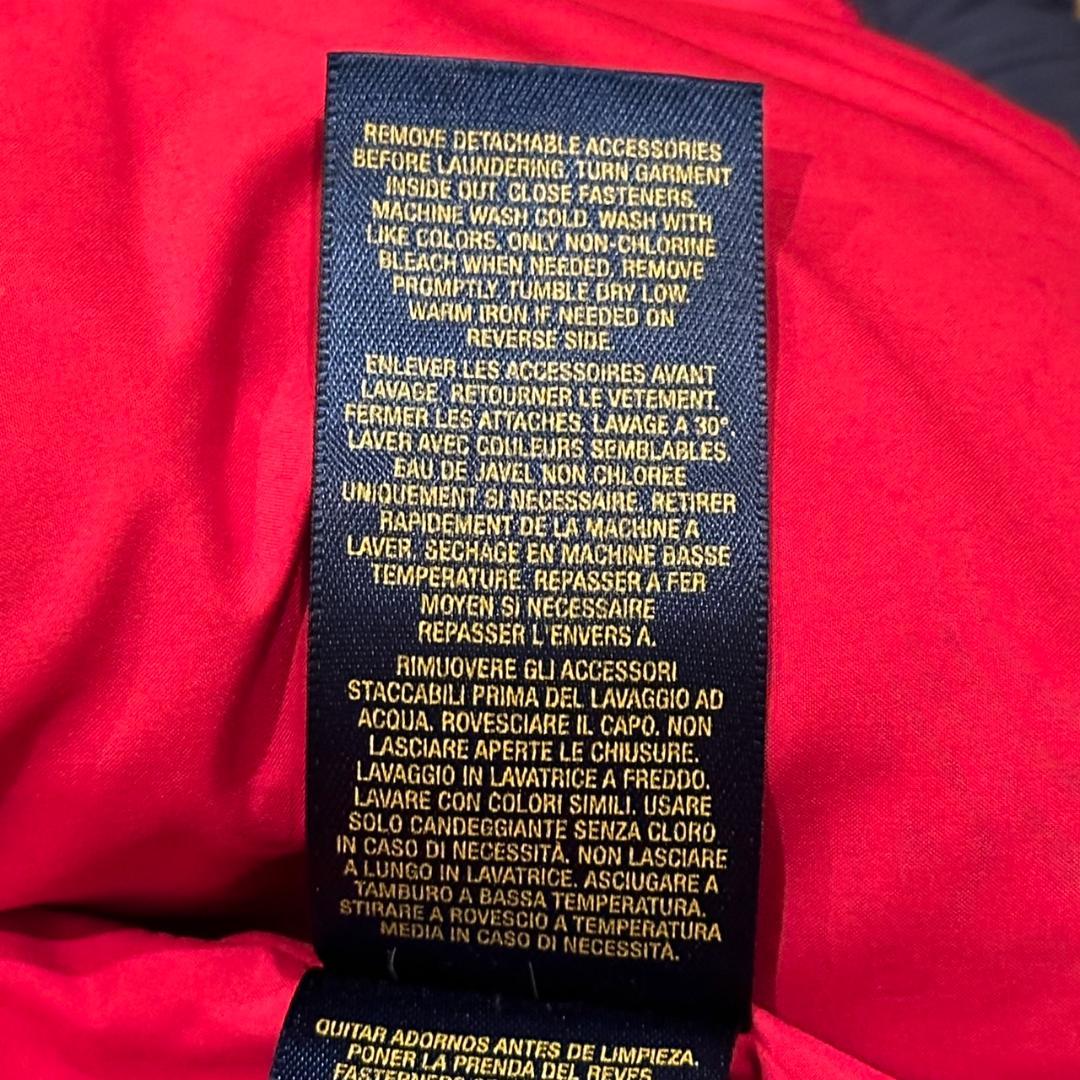 REMOVE DETACHABLE ACCESSORIES
BEFORE LAUNDERING. TURN GARMENT
INSIDE OUT. CLOSE FASTENERS.
MACHINE WASH COLD. WASH WITH
LIKE COLORS. ONLY NON-CHLORINE
BLEACH WHEN NEEDED. REMOVE
PROMPTLY. TUMBLE DRY LOW.
WARM IRON IF NEEDED ON
REVERSE SIDE.
ENLEVER LES ACCESSOIRES AVANT
LAVAGE. RETOURNER LE VETEMENT.
FERMER LES ATTACHES. LAVAGE A 30°.
LAVER AVEC COULEURS SEMBLABLES.
EAU DE JAVEL NON CHLOREE
UNIQUEMENT SI NECESSAIRE. RETIRER
RAPIDEMENT DE LA MACHINE A
LAVER. SECHAGE EN MACHINE BASSE
TEMPERATURE. REPASSER A FER
MOYEN SI NECESSAIRE
REPASSER L'ENVERS A.
RIMUOVERE GLI ACCESSORI
STACCABILI PRIMA DEL LAVAGGIO AD
ACQUA. ROVESCIARE IL CAPO. NON
LASCIARE APERTE LE CHIUSURE.
LAVAGGIO IN LAVATRICE A FREDDO.
LAVARE CON COLORI SIMILI. USARE
SOLO CANDEGGIANTE SENZA CLORO
IN CASO DI NECESSITÀ. NON LASCIARE
A LUNGO IN LAVATRICE. ASCIUGARE A
TAMBURO A BASSA TEMPERATURA.
STIRARE A ROVESCIO A TEMPERATURA
MEDIA IN CASO DI NECESSITÀ.
QUITAR ADORNOS ANTES DE LIMPIEZA.
PONER LA PRENDA DEL REVES.